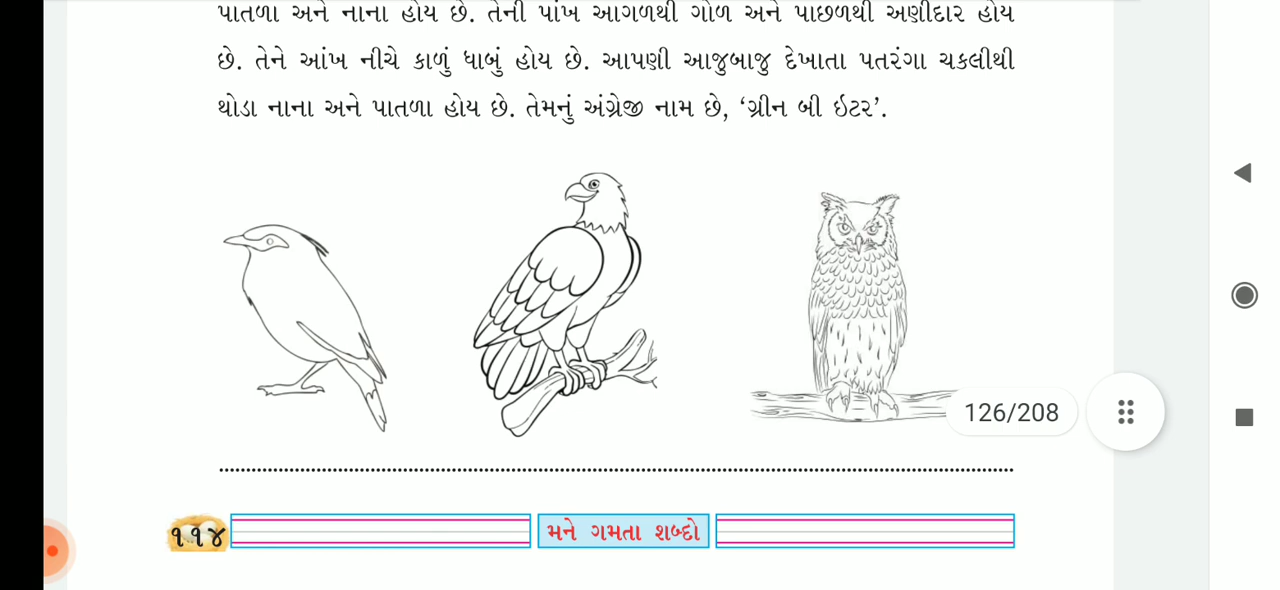 પાતળા અને નાના હોય છે. તેની પાંખ આગળથી ગોળ અને પાછળથી અણીદાર હોય
છે. તેને આંખ નીચે કાળું ધાબું હોય છે. આપણી આજુબાજુ દેખાતા પતરંગા ચકલીથી
થોડા નાના અને પાતળા હોય છે. તેમનું અંગ્રેજી નામ છે, ‘ગ્રીન બી ઇટર’.
126/208
૧૧૪
મને ગમતા શબ્દો